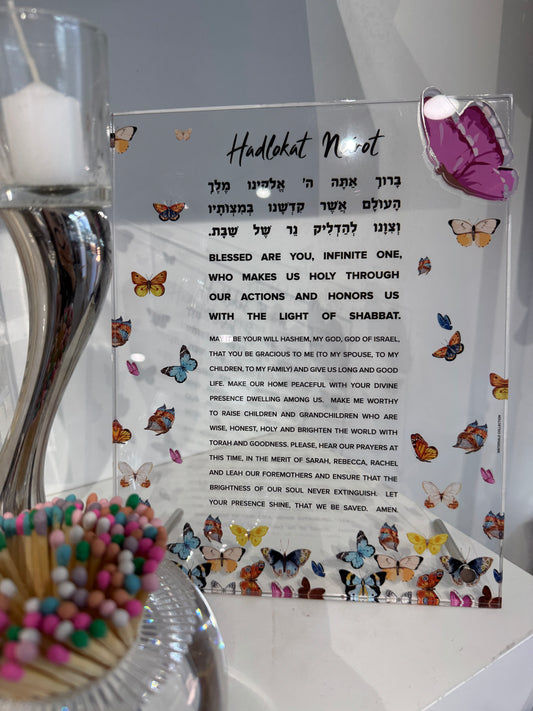 Hadlokat Neirot
בָּרוּךְ אַתָּה ה' אֱלֹקֵינוּ מֶלֶךְ
הָעוֹלָם אֲשֶׁר קִדְּשָׁנוּ בְּמִצְוֹתָיו
וְצִוָּנוּ לְהַדְלִיק נֵר שֶׁל שַׁבָּת.
BLESSED ARE YOU, INFINITE ONE,
WHO MAKES US HOLY THROUGH
OUR ACTIONS AND HONORS US
WITH THE LIGHT OF SHABBAT.
MAY IT BE YOUR WILL HASHEM, MY GOD, GOD OF ISRAEL,
THAT YOU BE GRACIOUS TO ME (TO MY SPOUSE, TO MY
CHILDREN, TO MY FAMILY) AND GIVE US LONG AND GOOD
LIFE. MAKE OUR HOME PEACEFUL WITH YOUR DIVINE
PRESENCE DWELLING AMONG US. MAKE ME WORTHY
TO RAISE CHILDREN AND GRANDCHILDREN WHO ARE
WISE, HONEST, HOLY AND BRIGHTEN THE WORLD WITH
TORAH AND GOODNESS. PLEASE, HEAR OUR PRAYERS AT
THIS TIME, IN THE MERIT OF SARAH, REBECCA, RACHEL
AND LEAH OUR FOREMOTHERS AND ENSURE THAT THE
BRIGHTNESS OF OUR SOUL NEVER EXTINGUISH. LET
YOUR PRESENCE SHINE, THAT WE BE SAVED. AMEN.